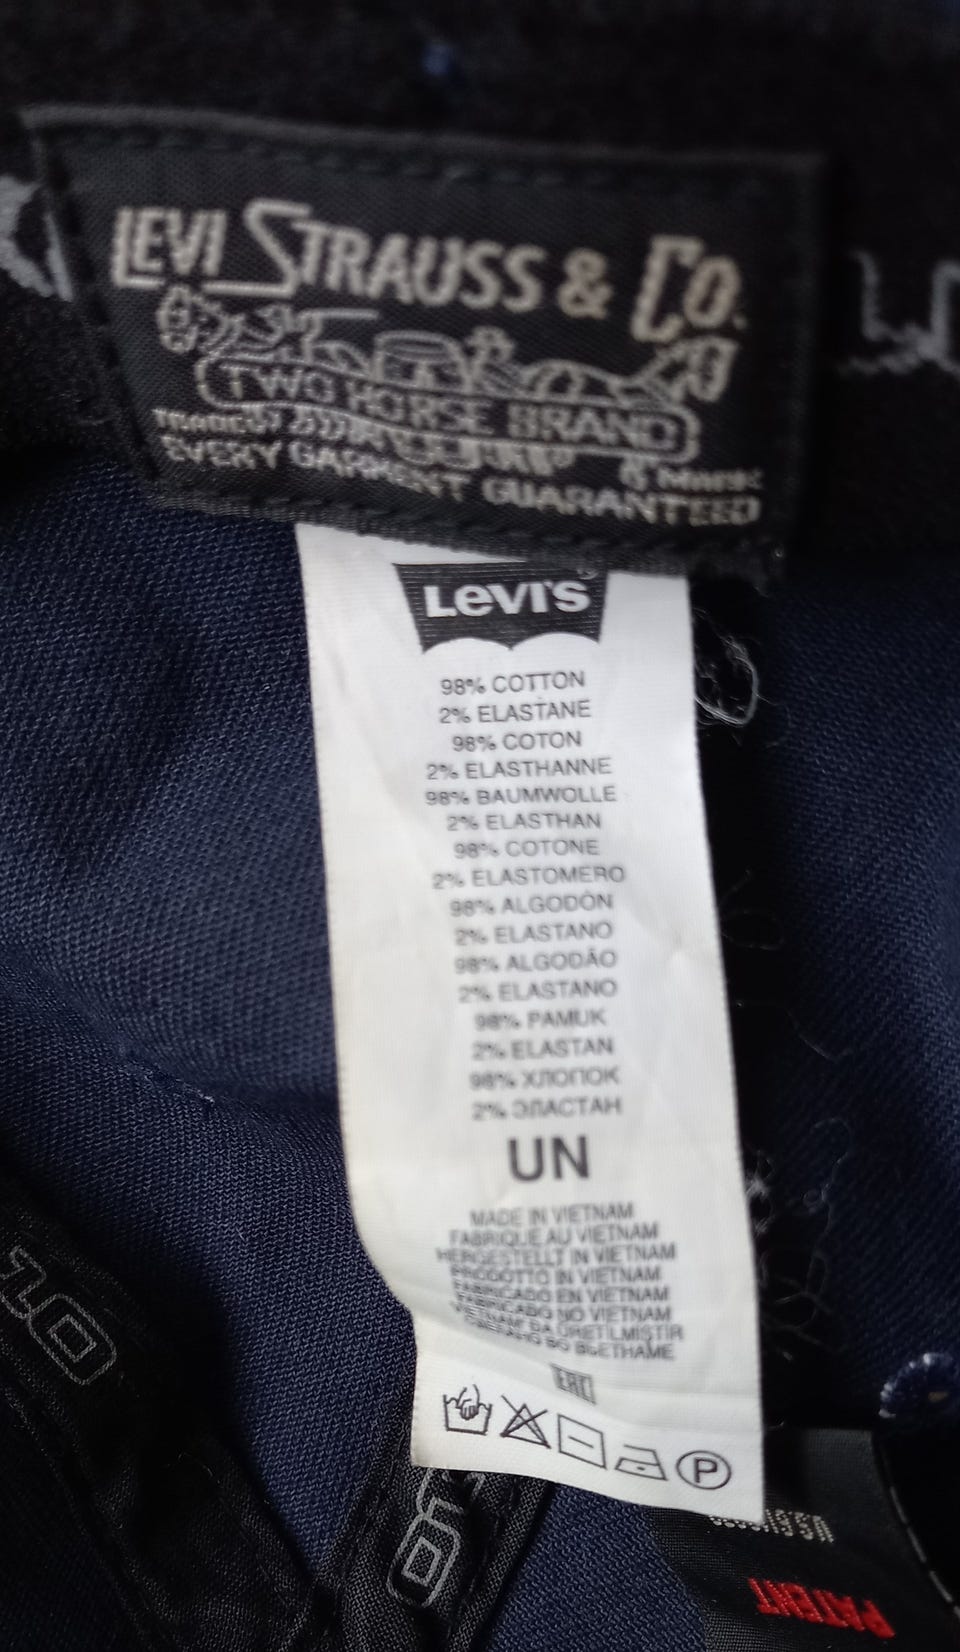 LEVI STRAUSS & CO.
TWO HORSE BRAND
EVERY GARMENT GUARANTEED
LEVI'S
98% COTTON
2% ELASTANE
98% COTON
2% ELASTHANNE
98% BAUMWOLLE
2% ELASTHAN
98% COTONE
2% ELASTOMERO
98% ALGODÓN
2% ELASTANO
98% ALGODÃO
2% ELASTANO
98% PAMUK
2% ELASTAN
98% ХЛОПОК
2% ЭЛАСТАН
UN
MADE IN VIETNAM
FABRIQUE AU VIETNAM
HERGESTELLT IN VIETNAM
PRODOTTO IN VIETNAM
FABRICADO EN VIETNAM
FABRICADO NO VIETNAM
VIETNAM'DA ÜRETILMIŞTIR
СДЕЛАНО ВО ВЬЕТНАМЕ
EAC
P
PATENT